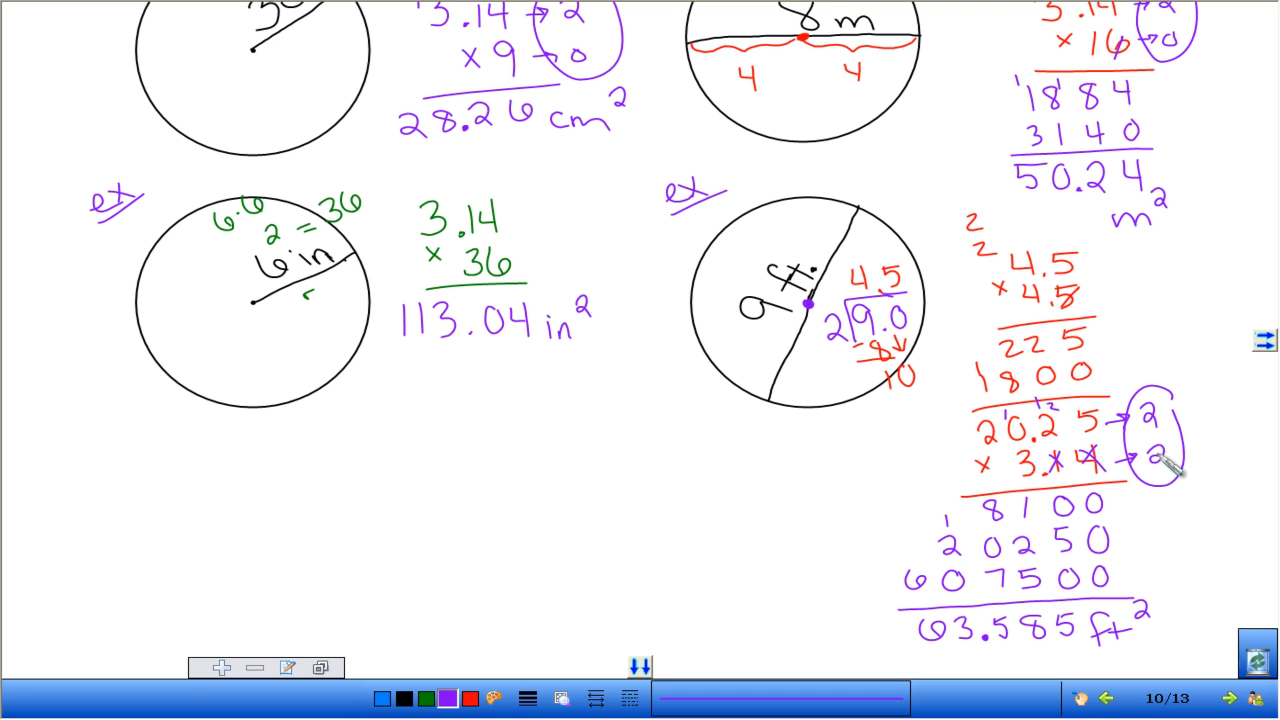 3.14 → 2
× 9 → 0
28.26 cm²
8 m
4 4
3.14 → 2
× 16 → 0
1884
3140
50.24
m²
ex
6·6
2 = 36
6 in
3.14
× 36
113.04 in²
ex
9 ft.
4.5
2 9.0
-8
10
2
2
4.5
× 4.5
225
1800
20.25 → 2
× 3.14 → 2
8100
20250
607500
63.585 ft²
10/13